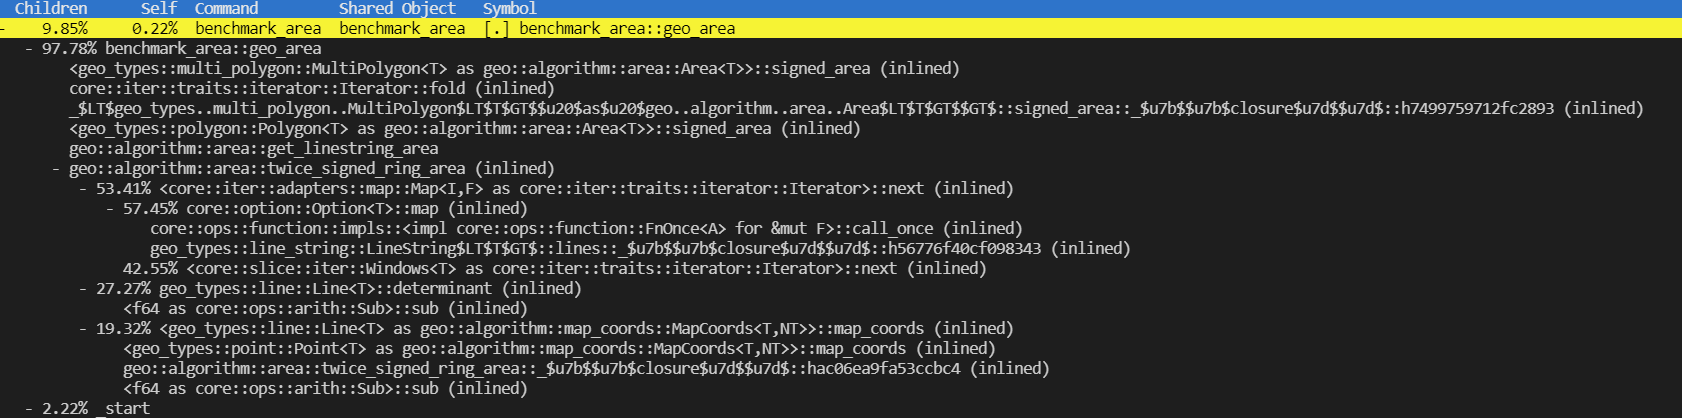 Children Self Command Shared Object Symbol
- 9.85% 0.22% benchmark_area benchmark_area [.] benchmark_area::geo_area
- 97.78% benchmark_area::geo_area
<geo_types::multi_polygon::MultiPolygon<T> as geo::algorithm::area::Area<T>>::signed_area (inlined)
core::iter::traits::iterator::Iterator::fold (inlined)
_$LT$geo_types..multi_polygon..MultiPolygon$LT$T$GT$$u20$as$u20$geo..algorithm..area..Area$LT$T$GT$$GT$::signed_area::_$u7b$$u7b$closure$u7d$$u7d$::h7499759712fc2893 (inlined)
<geo_types::polygon::Polygon<T> as geo::algorithm::area::Area<T>>::signed_area (inlined)
geo::algorithm::area::get_linestring_area
- geo::algorithm::area::twice_signed_ring_area (inlined)
- 53.41% <core::iter::adapters::map::Map<I,F> as core::iter::traits::iterator::Iterator>::next (inlined)
- 57.45% core::option::Option<T>::map (inlined)
core::ops::function::impls::<impl core::ops::function::FnOnce<A> for &mut F>::call_once (inlined)
geo_types::line_string::LineString$LT$T$GT$::lines::_$u7b$$u7b$closure$u7d$$u7d$::h56776f40cf098343 (inlined)
42.55% <core::slice::iter::Windows<T> as core::iter::traits::iterator::Iterator>::next (inlined)
- 27.27% geo_types::line::Line<T>::determinant (inlined)
<f64 as core::ops::arith::Sub>::sub (inlined)
- 19.32% <geo_types::line::Line<T> as geo::algorithm::map_coords::MapCoords<T,NT>>::map_coords (inlined)
<geo_types::point::Point<T> as geo::algorithm::map_coords::MapCoords<T,NT>>::map_coords (inlined)
geo::algorithm::area::twice_signed_ring_area::_$u7b$$u7b$closure$u7d$$u7d$::hac06ea9fa53ccbc4 (inlined)
<f64 as core::ops::arith::Sub>::sub (inlined)
- 2.22% _start